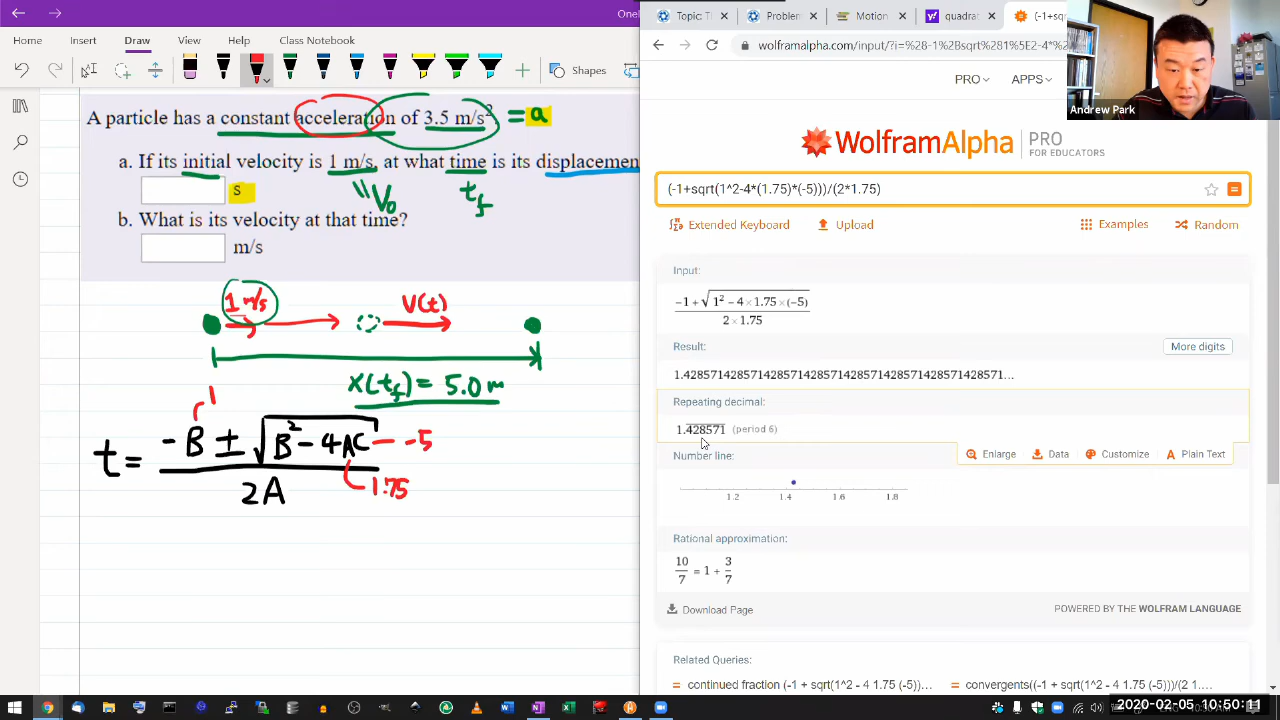 Onel
Home Insert Draw View Help Class Notebook
Shapes
A particle has a constant acceleration of 3.5 m/s² = a
a. If its initial velocity is 1 m/s, at what time is its displacemen
s
V₀ t_f
b. What is its velocity at that time?
m/s
1 m/s V(t)
X(t_f) = 5.0 m
1
t = -B ± √B² - 4AC / 2A
-5
1.75
Topic: T Problem Motion quadra (-1+sq
wolframalpha.com/input/?i=%28-1%2Bsqrt%281%5E2-4%
PRO APPS
Andrew Park
WolframAlpha PRO
FOR EDUCATORS
(-1+sqrt(1^2-4*(1.75)*(-5)))/(2*1.75)
Extended Keyboard Upload Examples Random
Input:
-1 + √1² - 4 × 1.75 × (-5)
2 × 1.75
Result:
More digits
1.428571428571428571428571428571428571428571428571...
Repeating decimal:
1.428571 (period 6)
Enlarge Data Customize A Plain Text
Number line:
1.2 1.4 1.6 1.8
Rational approximation:
10/7 = 1 + 3/7
Download Page
POWERED BY THE WOLFRAM LANGUAGE
Related Queries:
= continued fraction (-1 + sqrt(1^2 - 4 1.75 (-5))...
= convergents((-1 + sqrt(1^2 - 4 1.75 (-5)))/(2 1....
2020-02-05 10:50:11